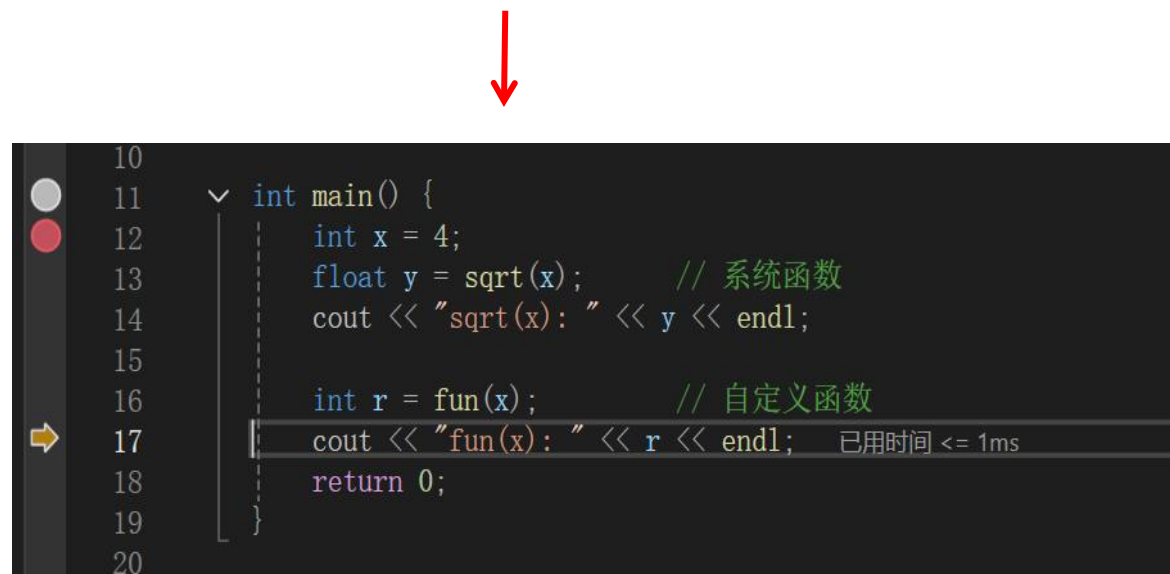 10
11 int main() {
12 int x = 4;
13 float y = sqrt(x); // 系统函数
14 cout << "sqrt(x): " << y << endl;
15
16 int r = fun(x); // 自定义函数
17 cout << "fun(x): " << r << endl; 已用时间 <= 1ms
18 return 0;
19 }
20